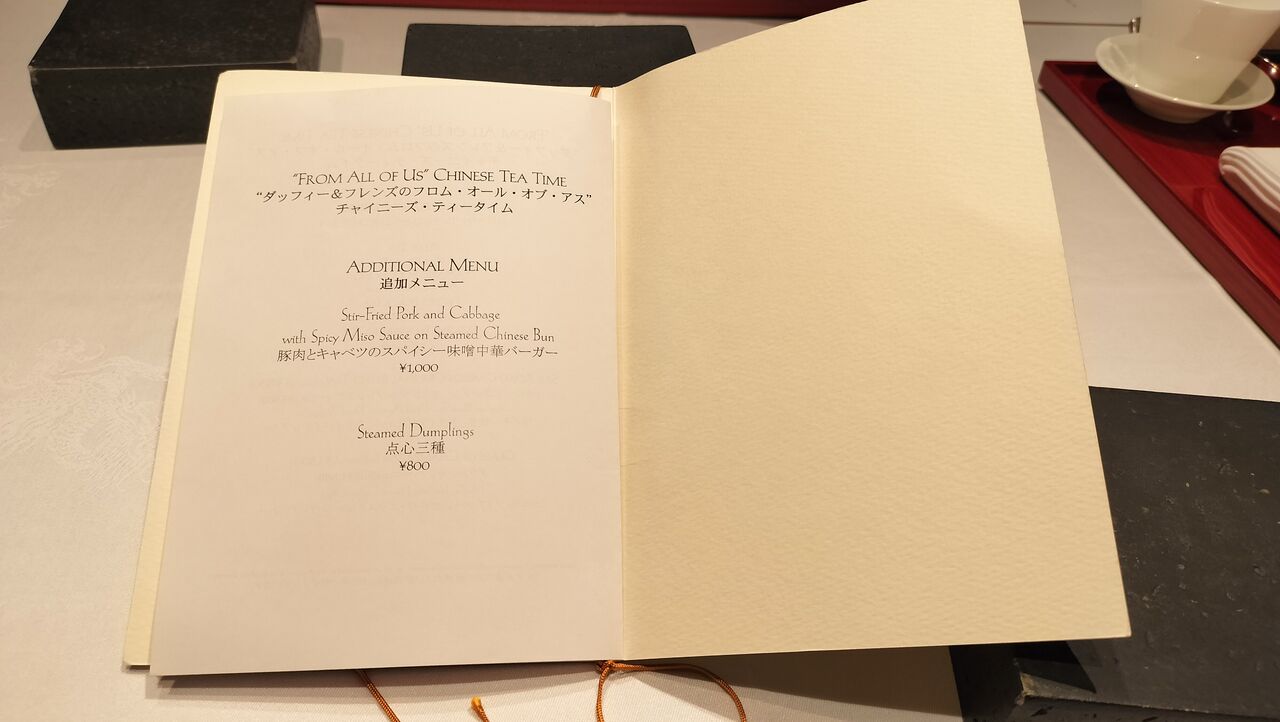 "From All of Us" Chinese Tea Time
“ダッフィー＆フレンズのフロム・オール・オブ・アス”
チャイニーズ・ティータイム
Additional Menu
追加メニュー
Stir-Fried Pork and Cabbage
with Spicy Miso Sauce on Steamed Chinese Bun
豚肉とキャベツのスパイシー味噌中華バーガー
¥1,000
Steamed Dumplings
点心三種
¥800